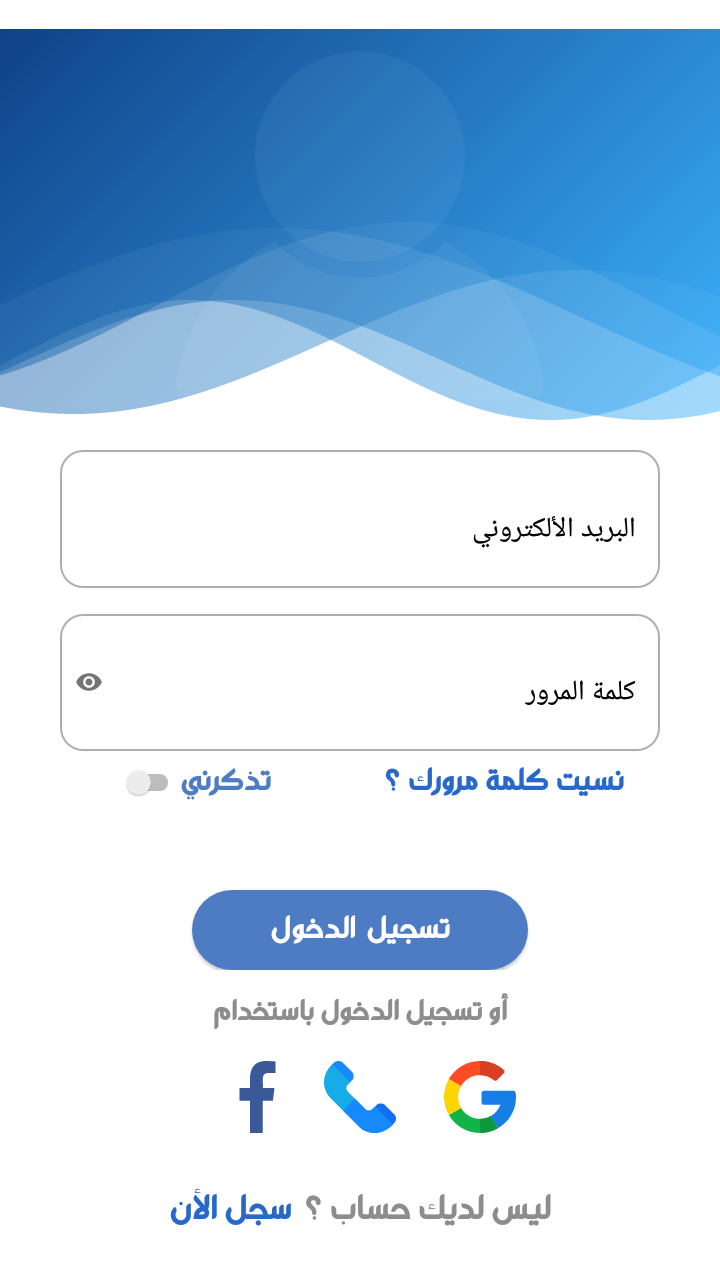 البريد الألكتروني
كلمة المرور
نسيت كلمة مرورك ؟ تذكرني
تسجيل الدخول
أو تسجيل الدخول باستخدام
ليس لديك حساب ؟ سجل الأن